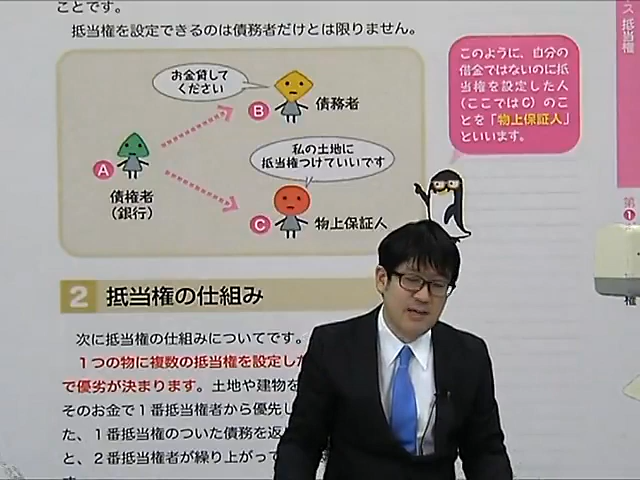 ことです。
抵当権を設定できるのは債務者だけとは限りません。
お金貸して
ください
B 債務者
私の土地に
抵当権つけていいです
A
債権者
(銀行)
C 物上保証人
このように、自分の
借金ではないのに抵
当権を設定した人
(ここではC)のこ
とを「物上保証人」
といいます。
ス 抵当権
第1
権
2 抵当権の仕組み
次に抵当権の仕組みについてです。
1つの物に複数の抵当権を設定した
で優劣が決まります。土地や建物を
そのお金で1番抵当権者から優先し
た、1番抵当権のついた債務を返
と、2番抵当権者が繰り上がって